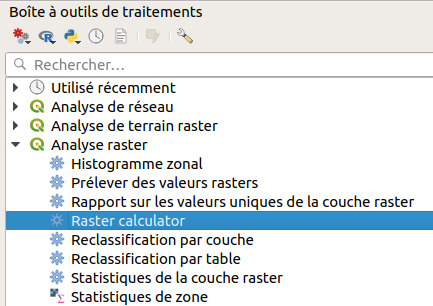 Boîte à outils de traitements
Rechercher...
Utilisé récemment
Analyse de réseau
Analyse de terrain raster
Analyse raster
Histogramme zonal
Prélever des valeurs rasters
Rapport sur les valeurs uniques de la couche raster
Raster calculator
Reclassification par couche
Reclassification par table
Statistiques de la couche raster
Statistiques de zone